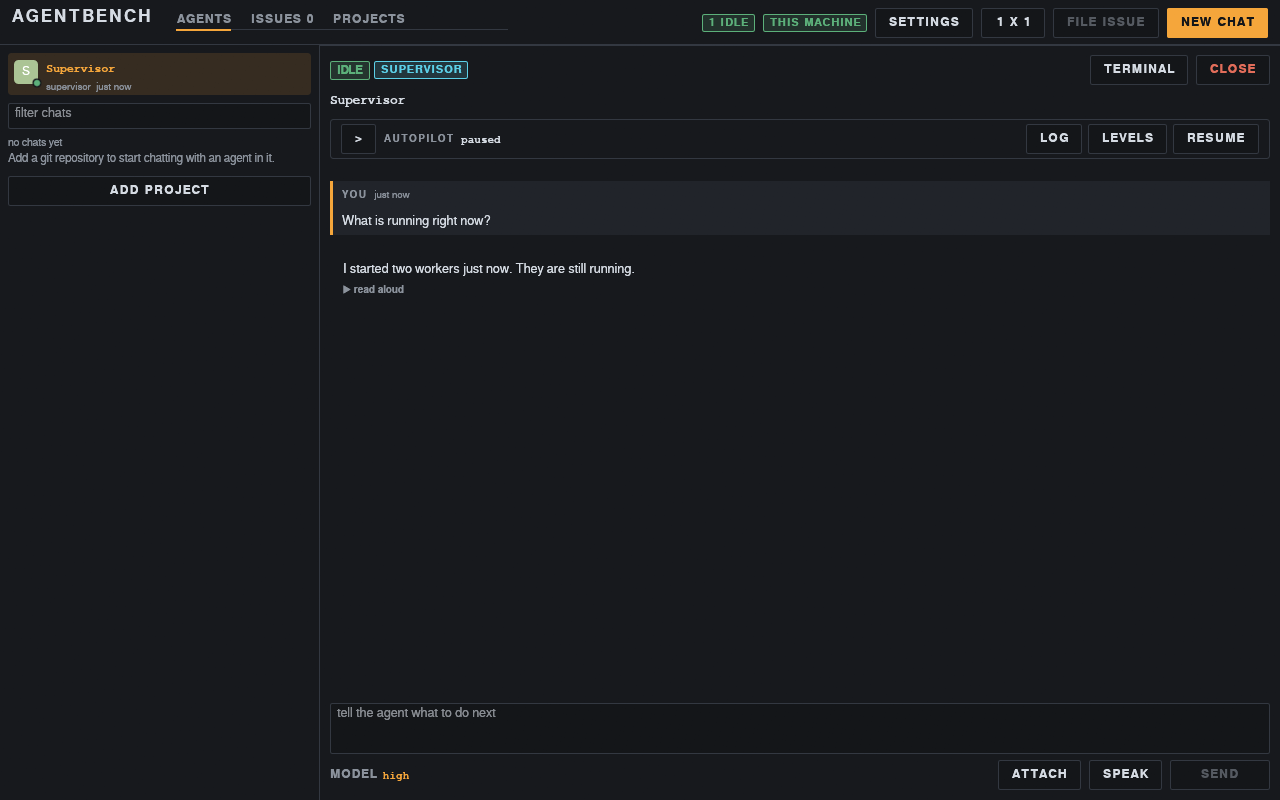 AGENTBENCH
AGENTS ISSUES 0 PROJECTS
1 IDLE THIS MACHINE SETTINGS 1 X 1 FILE ISSUE NEW CHAT
S
Supervisor
supervisor just now
filter chats
no chats yet
Add a git repository to start chatting with an agent in it.
ADD PROJECT
IDLE SUPERVISOR
TERMINAL CLOSE
Supervisor
> AUTOPILOT paused
LOG LEVELS RESUME
YOU just now
What is running right now?
I started two workers just now. They are still running.
▶ read aloud
tell the agent what to do next
MODEL high
ATTACH SPEAK SEND